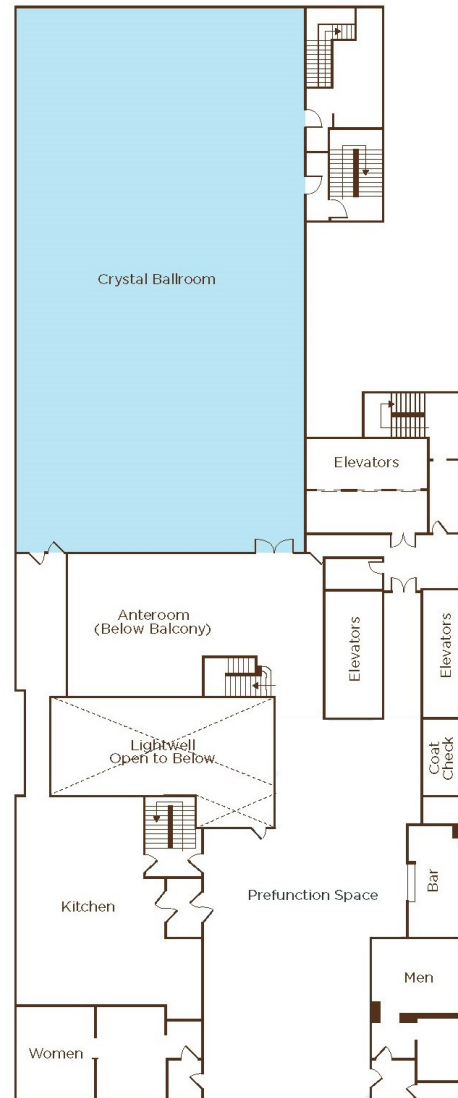 Crystal Ballroom
Elevators
Anteroom
(Below Balcony)
Elevators
Elevators
Lightwell
Open to Below
Coat
Check
Bar
Kitchen
Prefunction Space
Men
Women